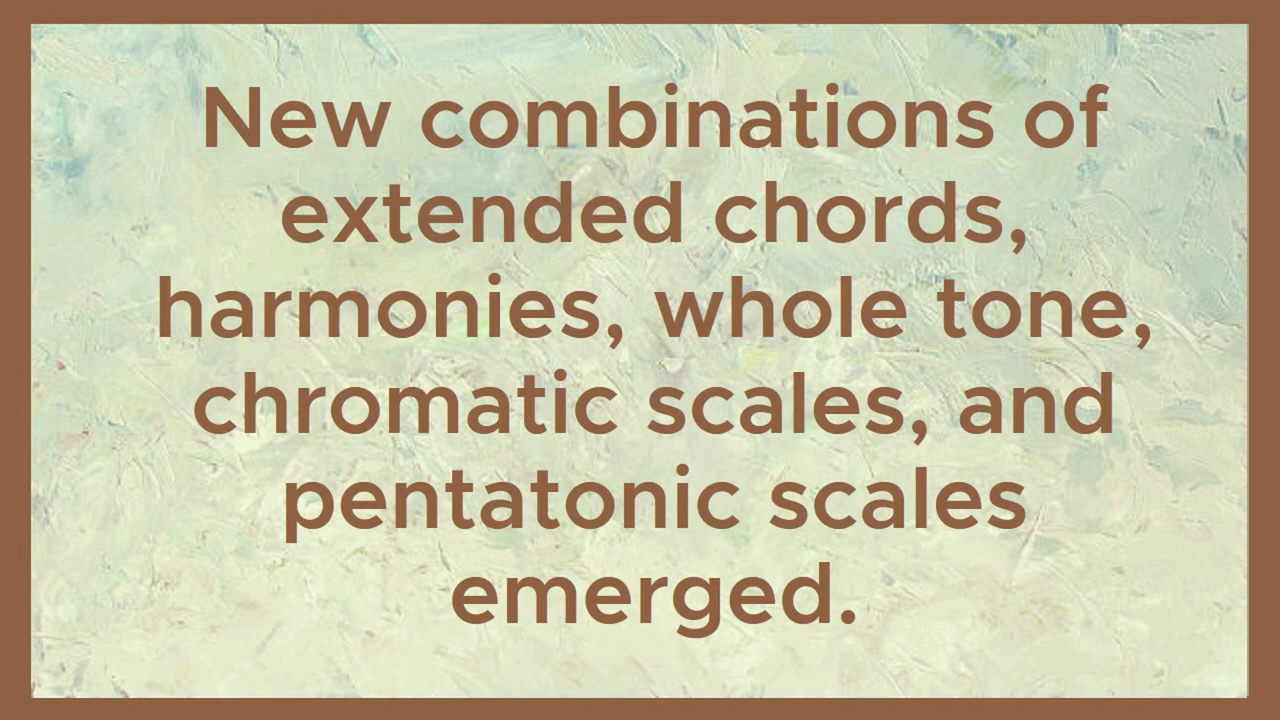 New combinations of
extended chords,
harmonies, whole tone,
chromatic scales, and
pentatonic scales
emerged.